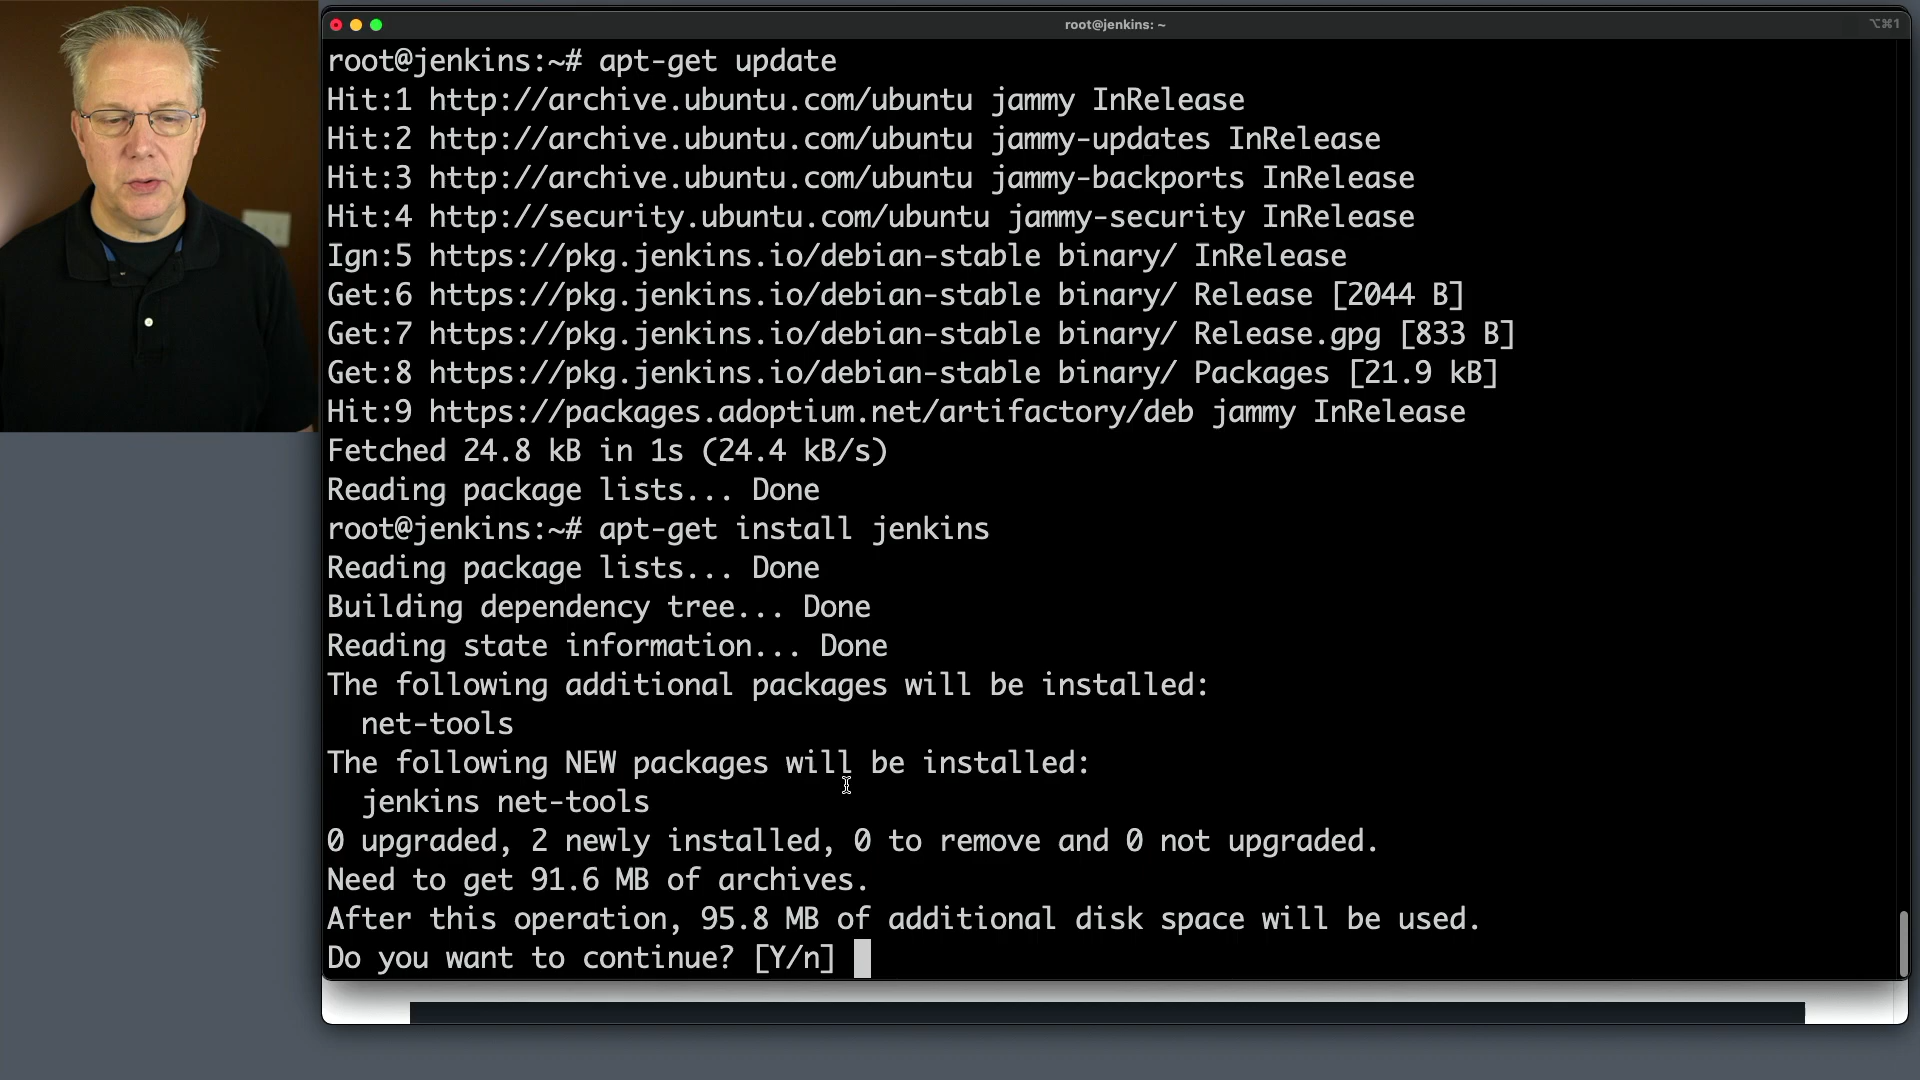 root@jenkins: ~
⌥⌘1
root@jenkins:~# apt-get update
Hit:1 http://archive.ubuntu.com/ubuntu jammy InRelease
Hit:2 http://archive.ubuntu.com/ubuntu jammy-updates InRelease
Hit:3 http://archive.ubuntu.com/ubuntu jammy-backports InRelease
Hit:4 http://security.ubuntu.com/ubuntu jammy-security InRelease
Ign:5 https://pkg.jenkins.io/debian-stable binary/ InRelease
Get:6 https://pkg.jenkins.io/debian-stable binary/ Release [2044 B]
Get:7 https://pkg.jenkins.io/debian-stable binary/ Release.gpg [833 B]
Get:8 https://pkg.jenkins.io/debian-stable binary/ Packages [21.9 kB]
Hit:9 https://packages.adoptium.net/artifactory/deb jammy InRelease
Fetched 24.8 kB in 1s (24.4 kB/s)
Reading package lists... Done
root@jenkins:~# apt-get install jenkins
Reading package lists... Done
Building dependency tree... Done
Reading state information... Done
The following additional packages will be installed:
  net-tools
The following NEW packages will be installed:
  jenkins net-tools
0 upgraded, 2 newly installed, 0 to remove and 0 not upgraded.
Need to get 91.6 MB of archives.
After this operation, 95.8 MB of additional disk space will be used.
Do you want to continue? [Y/n]